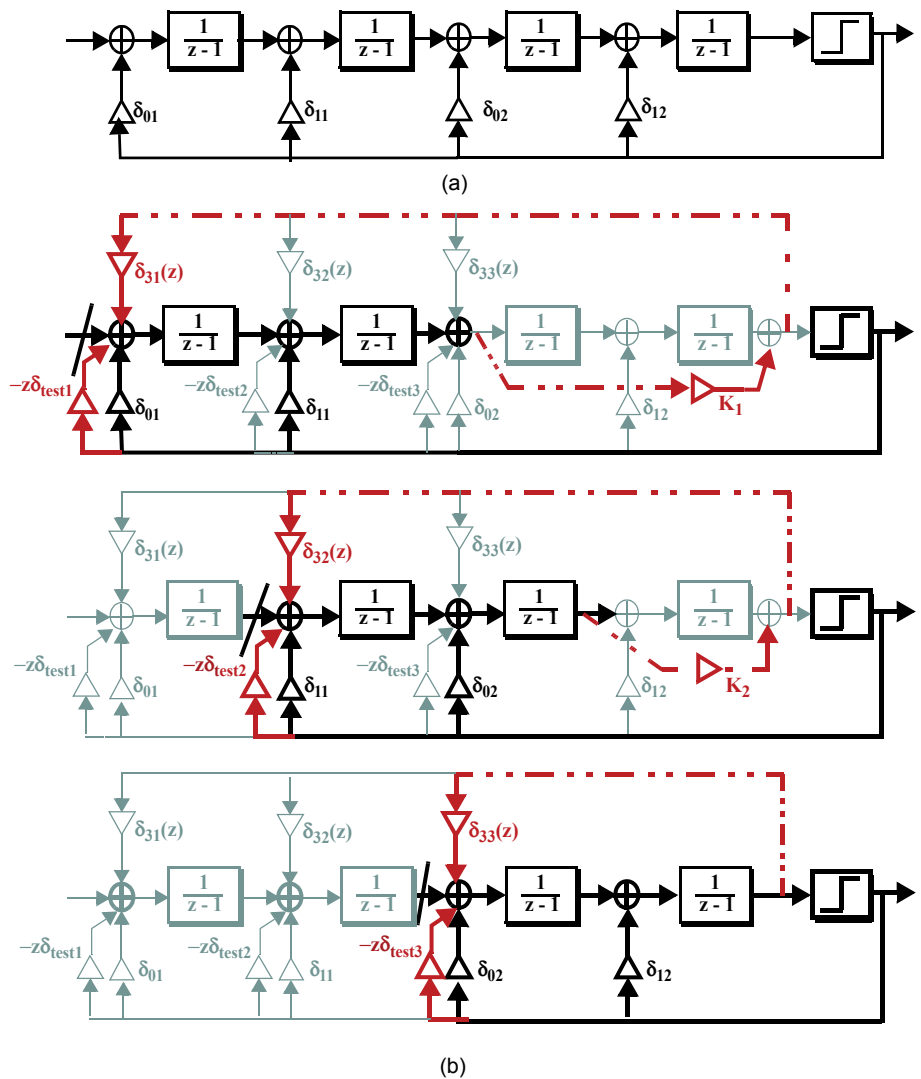 1 1 1 1
z - 1 z - 1 z - 1 z - 1
δ01 δ11 δ02 δ12
(a)
δ31(z) δ32(z) δ33(z)
1 1 1 1
z - 1 z - 1 z - 1 z - 1
−zδtest1 δ01 −zδtest2 δ11 −zδtest3 δ02 δ12 K1
δ31(z) δ32(z) δ33(z)
1 1 1 1
z - 1 z - 1 z - 1 z - 1
−zδtest1 δ01 −zδtest2 δ11 −zδtest3 δ02 δ12 K2
δ31(z) δ32(z) δ33(z)
1 1 1 1
z - 1 z - 1 z - 1 z - 1
−zδtest1 δ01 −zδtest2 δ11 −zδtest3 δ02 δ12
(b)